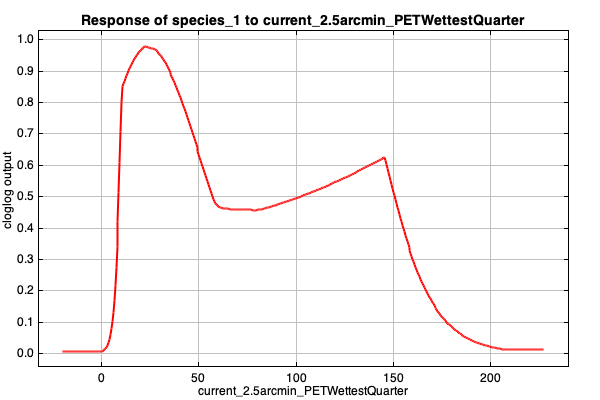 Response of species_1 to current_2.5arcmin_PETWettestQuarter
1.0
0.9
0.8
0.7
0.6
0.5
0.4
0.3
0.2
0.1
0.0
cloglog output
0 50 100 150 200
current_2.5arcmin_PETWettestQuarter